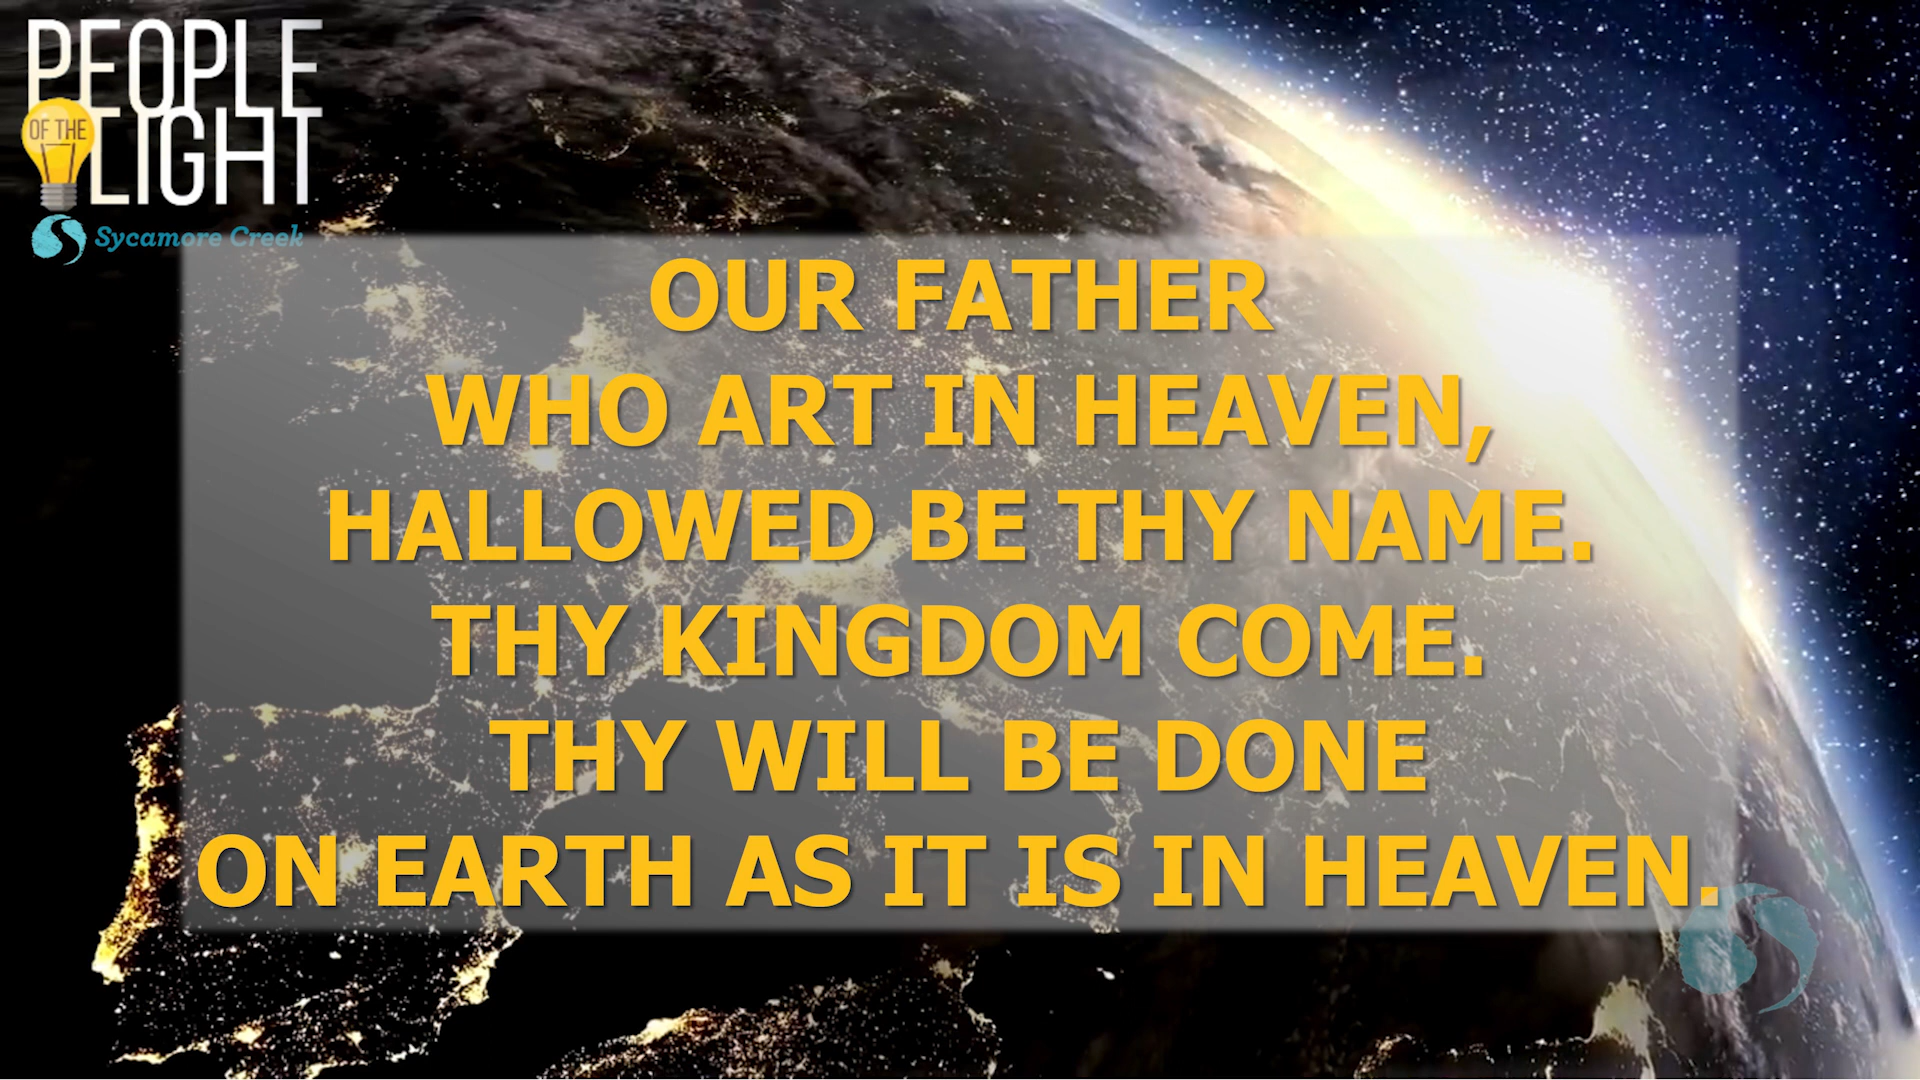 PEOPLE
OF THE
LIGHT
Sycamore Creek
OUR FATHER
WHO ART IN HEAVEN,
HALLOWED BE THY NAME.
THY KINGDOM COME.
THY WILL BE DONE
ON EARTH AS IT IS IN HEAVEN.